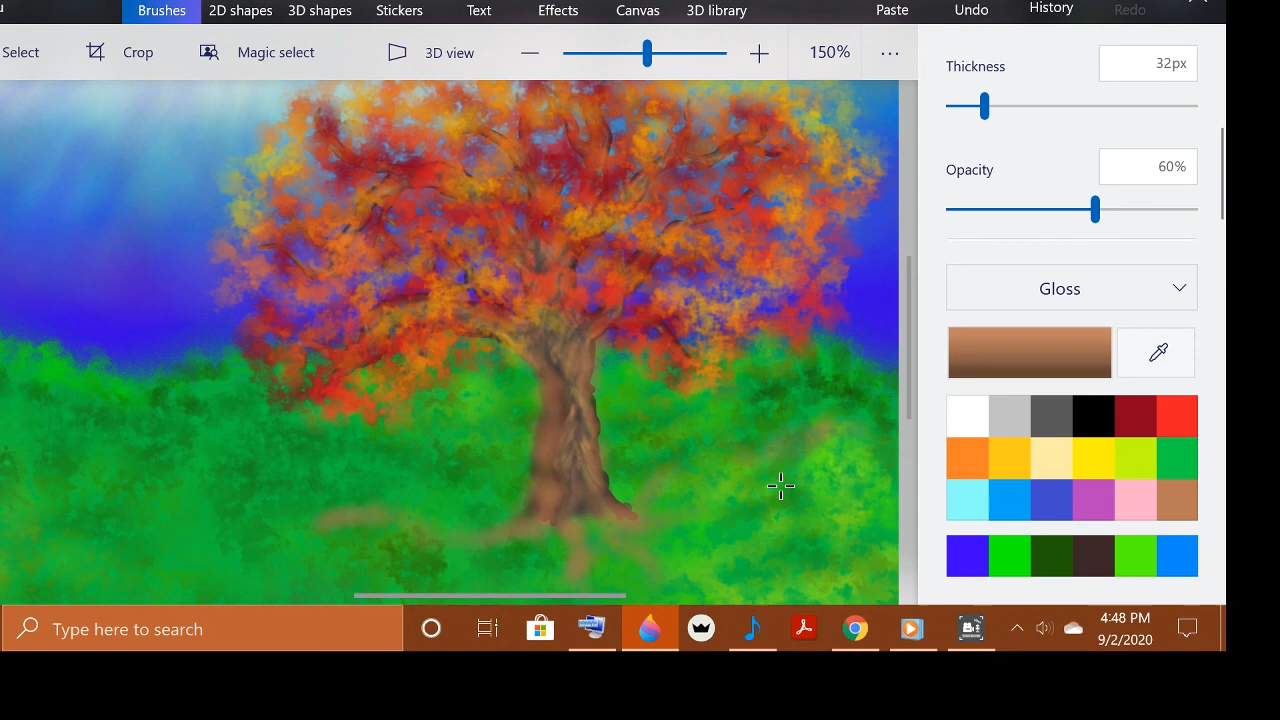 Brushes 2D shapes 3D shapes Stickers Text Effects Canvas 3D library Paste Undo History Redo
Select Crop Magic select 3D view 150%
Thickness 32px
Opacity 60%
Gloss
Type here to search
4:48 PM
9/2/2020